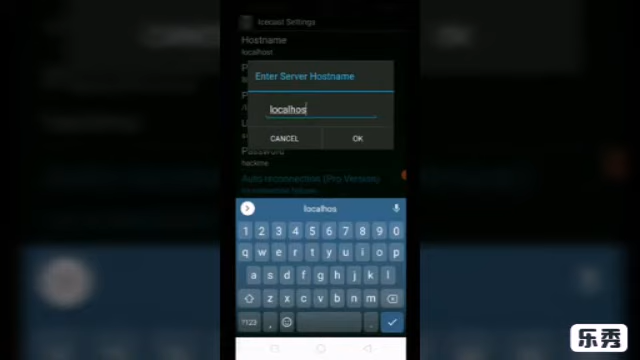 Icecast Settings
Hostname
localhost
Enter Server Hostname
localhos
CANCEL
OK
Password
hackme
Auto reconnection (Pro Version)
localhos
1 2 3 4 5 6 7 8 9 0
q w e r t y u i o p
a s d f g h j k l
z x c v b n m
?123 , .
乐秀